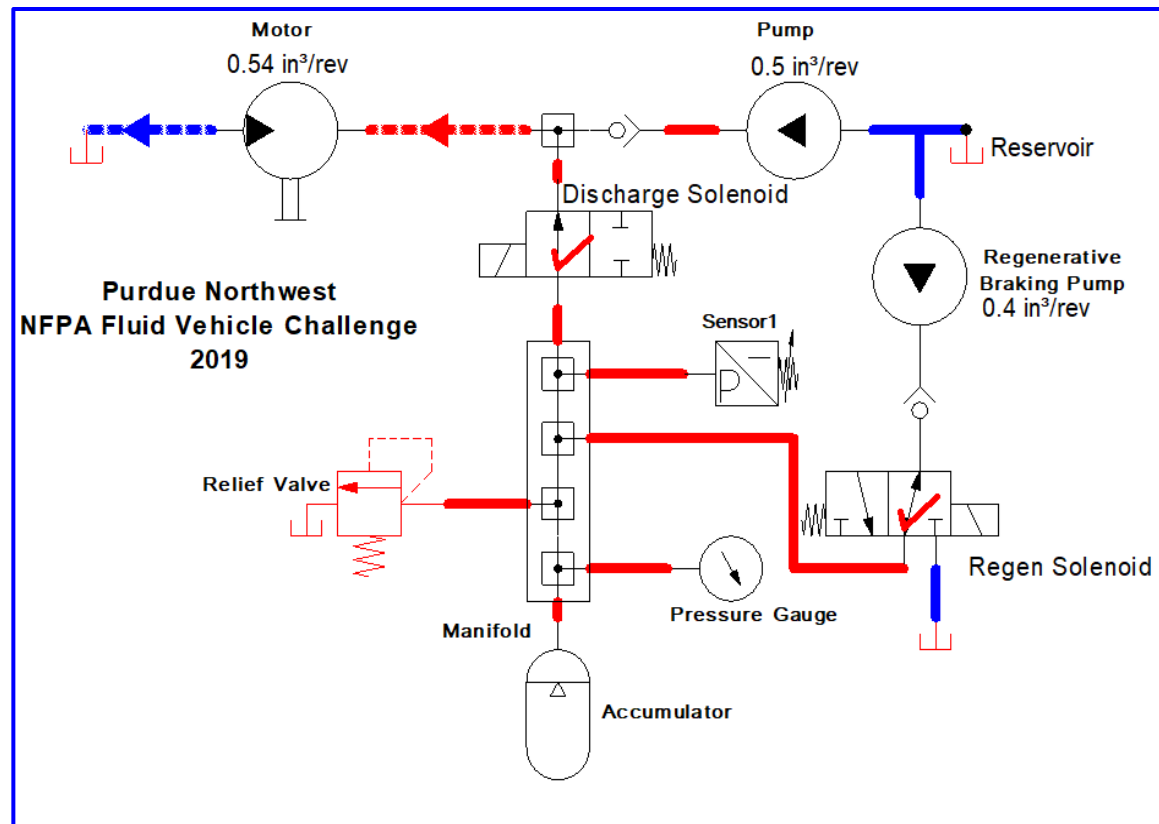 Motor
0.54 in³/rev
Pump
0.5 in³/rev
Reservoir
Discharge Solenoid
Regenerative
Braking Pump
0.4 in³/rev
Purdue Northwest
NFPA Fluid Vehicle Challenge
2019
Sensor1
P
Relief Valve
Regen Solenoid
Pressure Gauge
Manifold
Accumulator